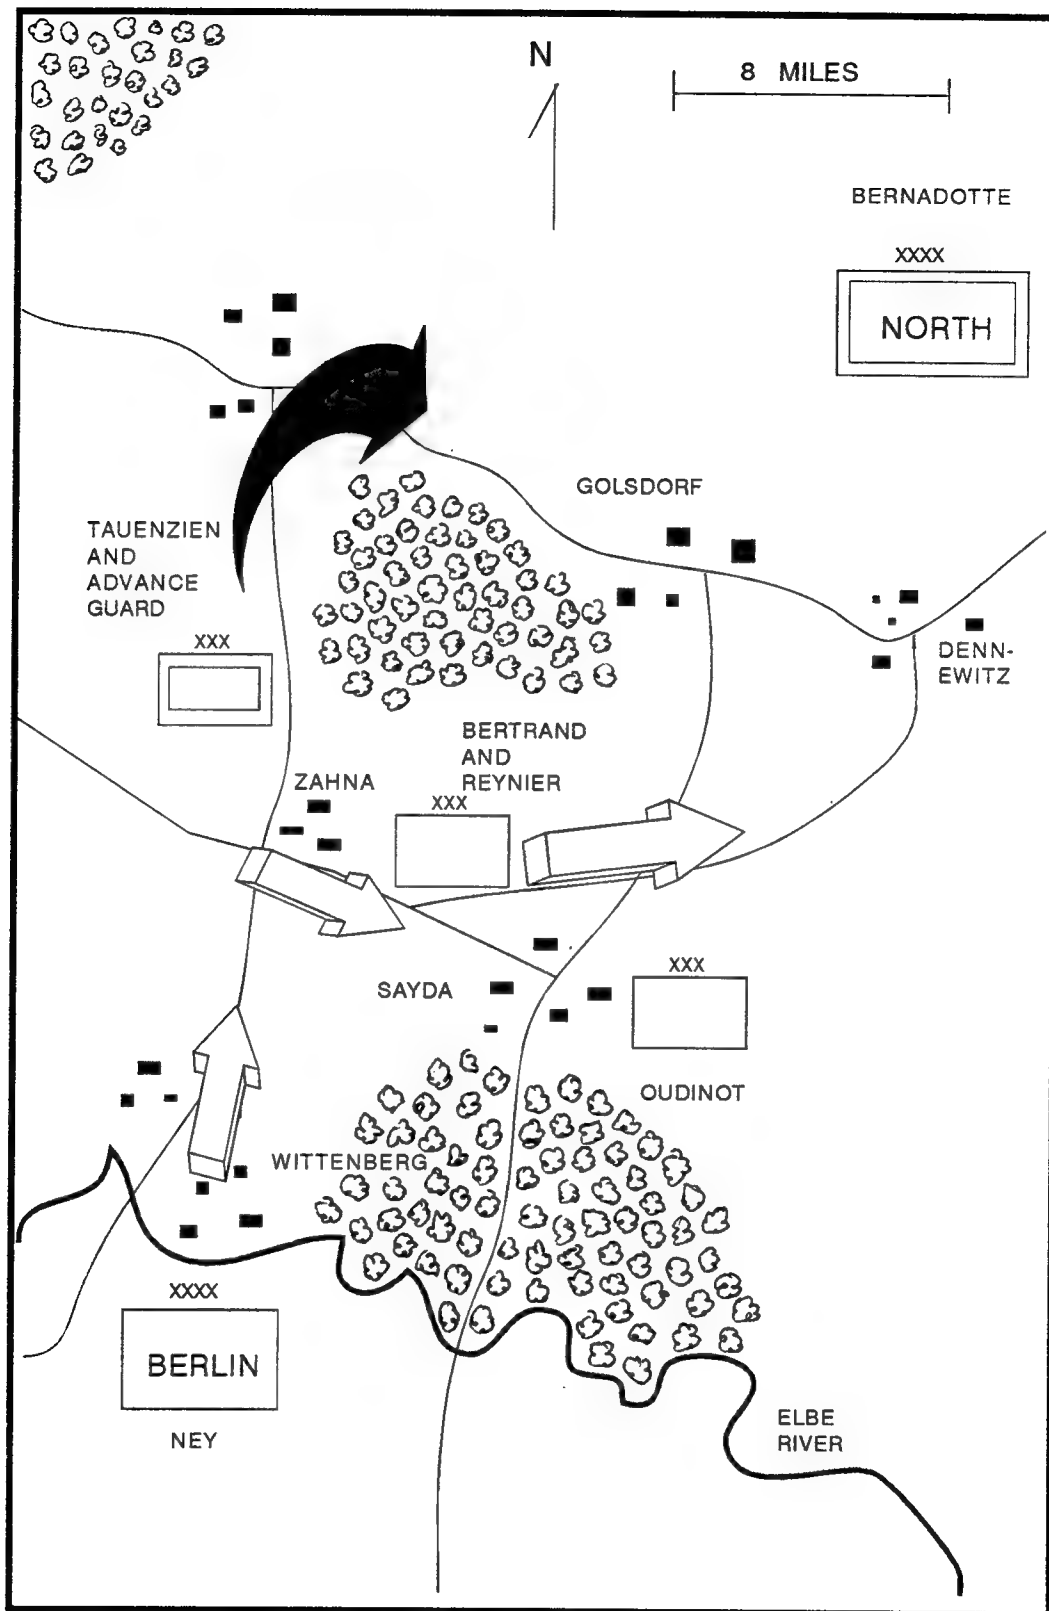 N
8 MILES
BERNADOTTE
XXXX
NORTH
GOLSDORF
TAUENZIEN
AND
ADVANCE
GUARD
XXX
DENN-
EWITZ
BERTRAND
AND
REYNIER
ZAHNA
XXX
SAYDA
XXX
OUDINOT
WITTENBERG
XXXX
BERLIN
NEY
ELBE
RIVER